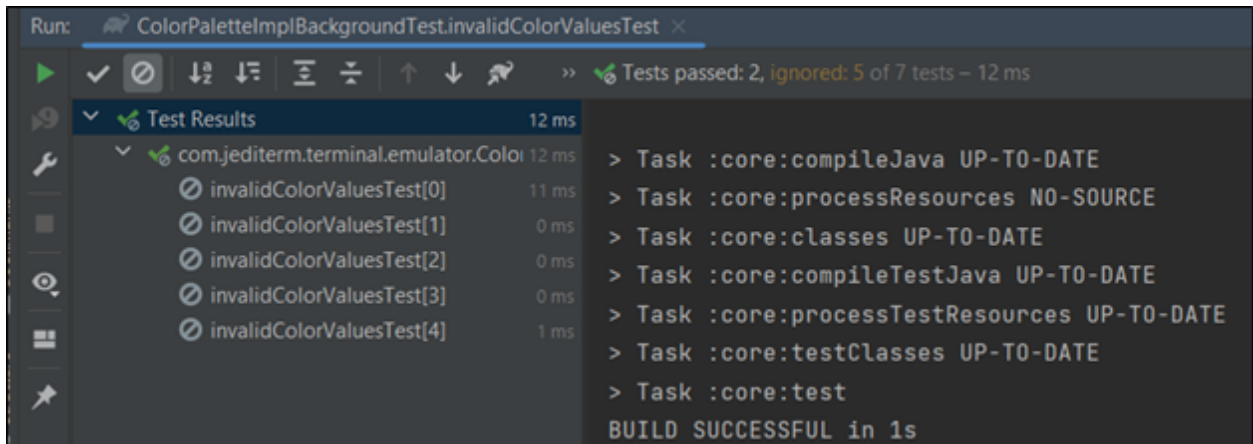 Run: ColorPaletteImplBackgroundTest.invalidColorValuesTest
Tests passed: 2, ignored: 5 of 7 tests – 12 ms
Test Results 12 ms
com.jediterm.terminal.emulator.Color 12 ms
invalidColorValuesTest[0] 11 ms
invalidColorValuesTest[1] 0 ms
invalidColorValuesTest[2] 0 ms
invalidColorValuesTest[3] 0 ms
invalidColorValuesTest[4] 1 ms
> Task :core:compileJava UP-TO-DATE
> Task :core:processResources NO-SOURCE
> Task :core:classes UP-TO-DATE
> Task :core:compileTestJava UP-TO-DATE
> Task :core:processTestResources UP-TO-DATE
> Task :core:testClasses UP-TO-DATE
> Task :core:test
BUILD SUCCESSFUL in 1s